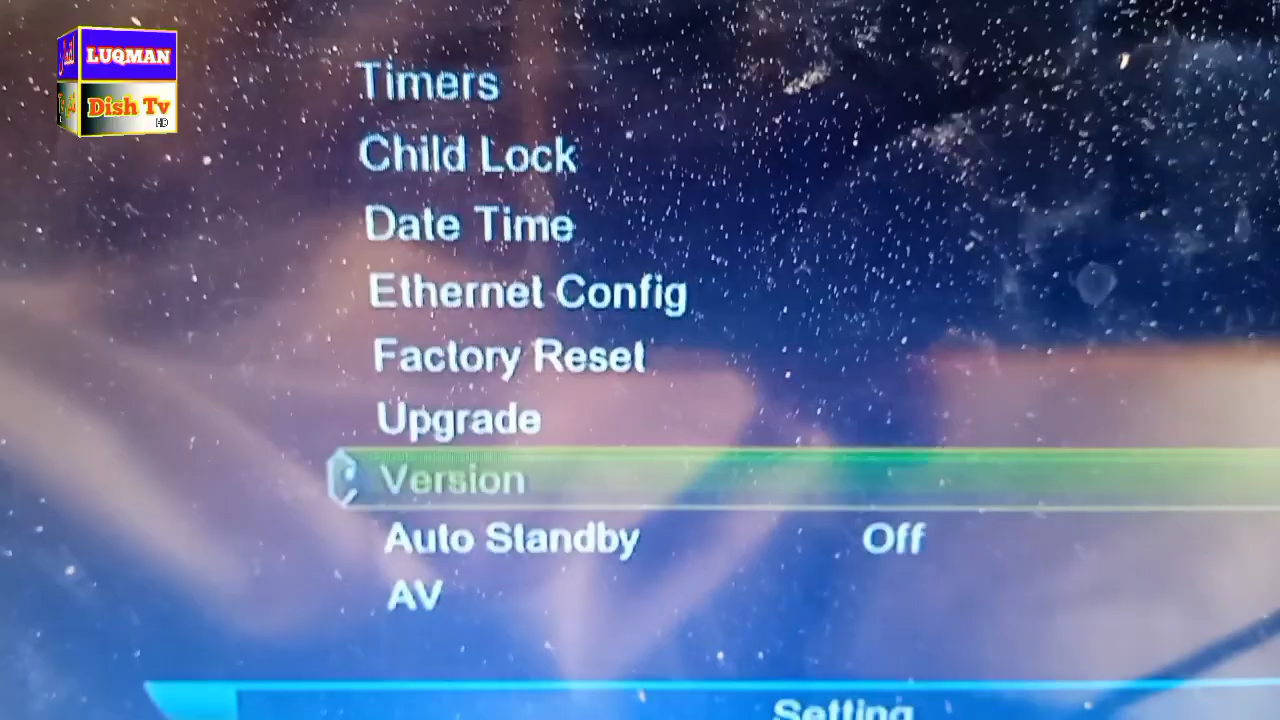 LUQMAN
Dish Tv
HD
Timers
Child Lock
Date Time
Ethernet Config
Factory Reset
Upgrade
Version
Auto Standby Off
AV
Setting